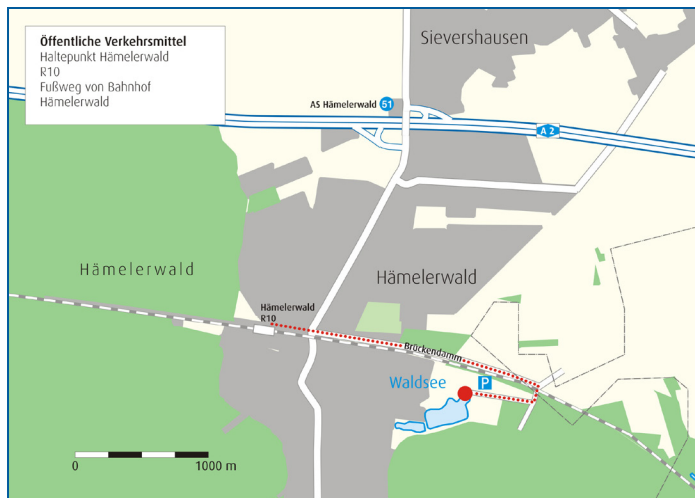 Öffentliche Verkehrsmittel
Haltepunkt Hämelerwald
R10
Fußweg von Bahnhof
Hämelerwald
Sievershausen
AS Hämelerwald 51
A 2
Hämelerwald
Hämelerwald
Hämelerwald
R10
Brückendamm
Waldsee
P
0 1000 m